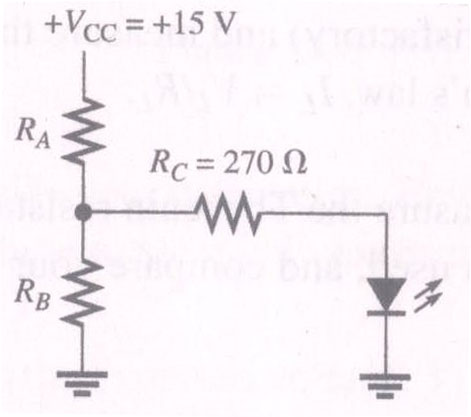 +VCC = +15 V
RA
RC = 270 Ω
RB